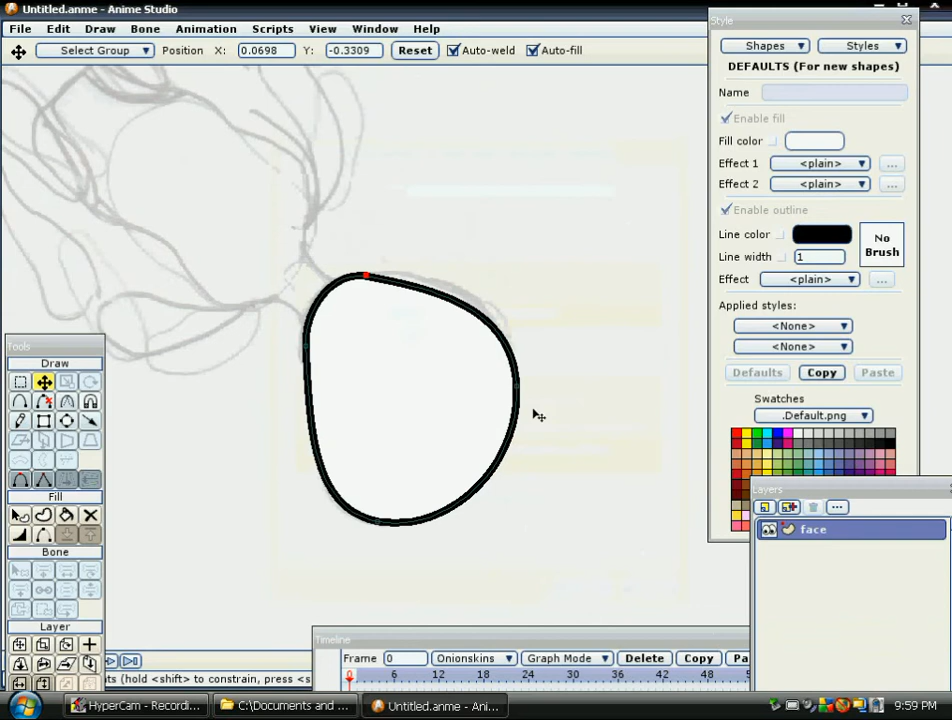 Untitled.anme - Anime Studio
File Edit Draw Bone Animation Scripts View Window Help
Select Group Position X: 0.0698 Y: -0.3309 Reset Auto-weld Auto-fill
Style
Shapes Styles
DEFAULTS (For new shapes)
Name
Enable fill
Fill color
Effect 1 <plain> ...
Effect 2 <plain> ...
Enable outline
Line color
No Brush
Line width 1
Effect <plain> ...
Applied styles:
<None>
<None>
Defaults Copy Paste
Swatches
.Default.png
Tools
Draw
Fill
Bone
Layer
Layers
...
face
Timeline
Frame 0 Onionskins Graph Mode Delete Copy Pa
6 12 18 24 30 36 42 48
ts (hold <shift> to constrain, press <s
HyperCam - Recordi... C:\Documents and ... Untitled.anme - Ani... 9:59 PM